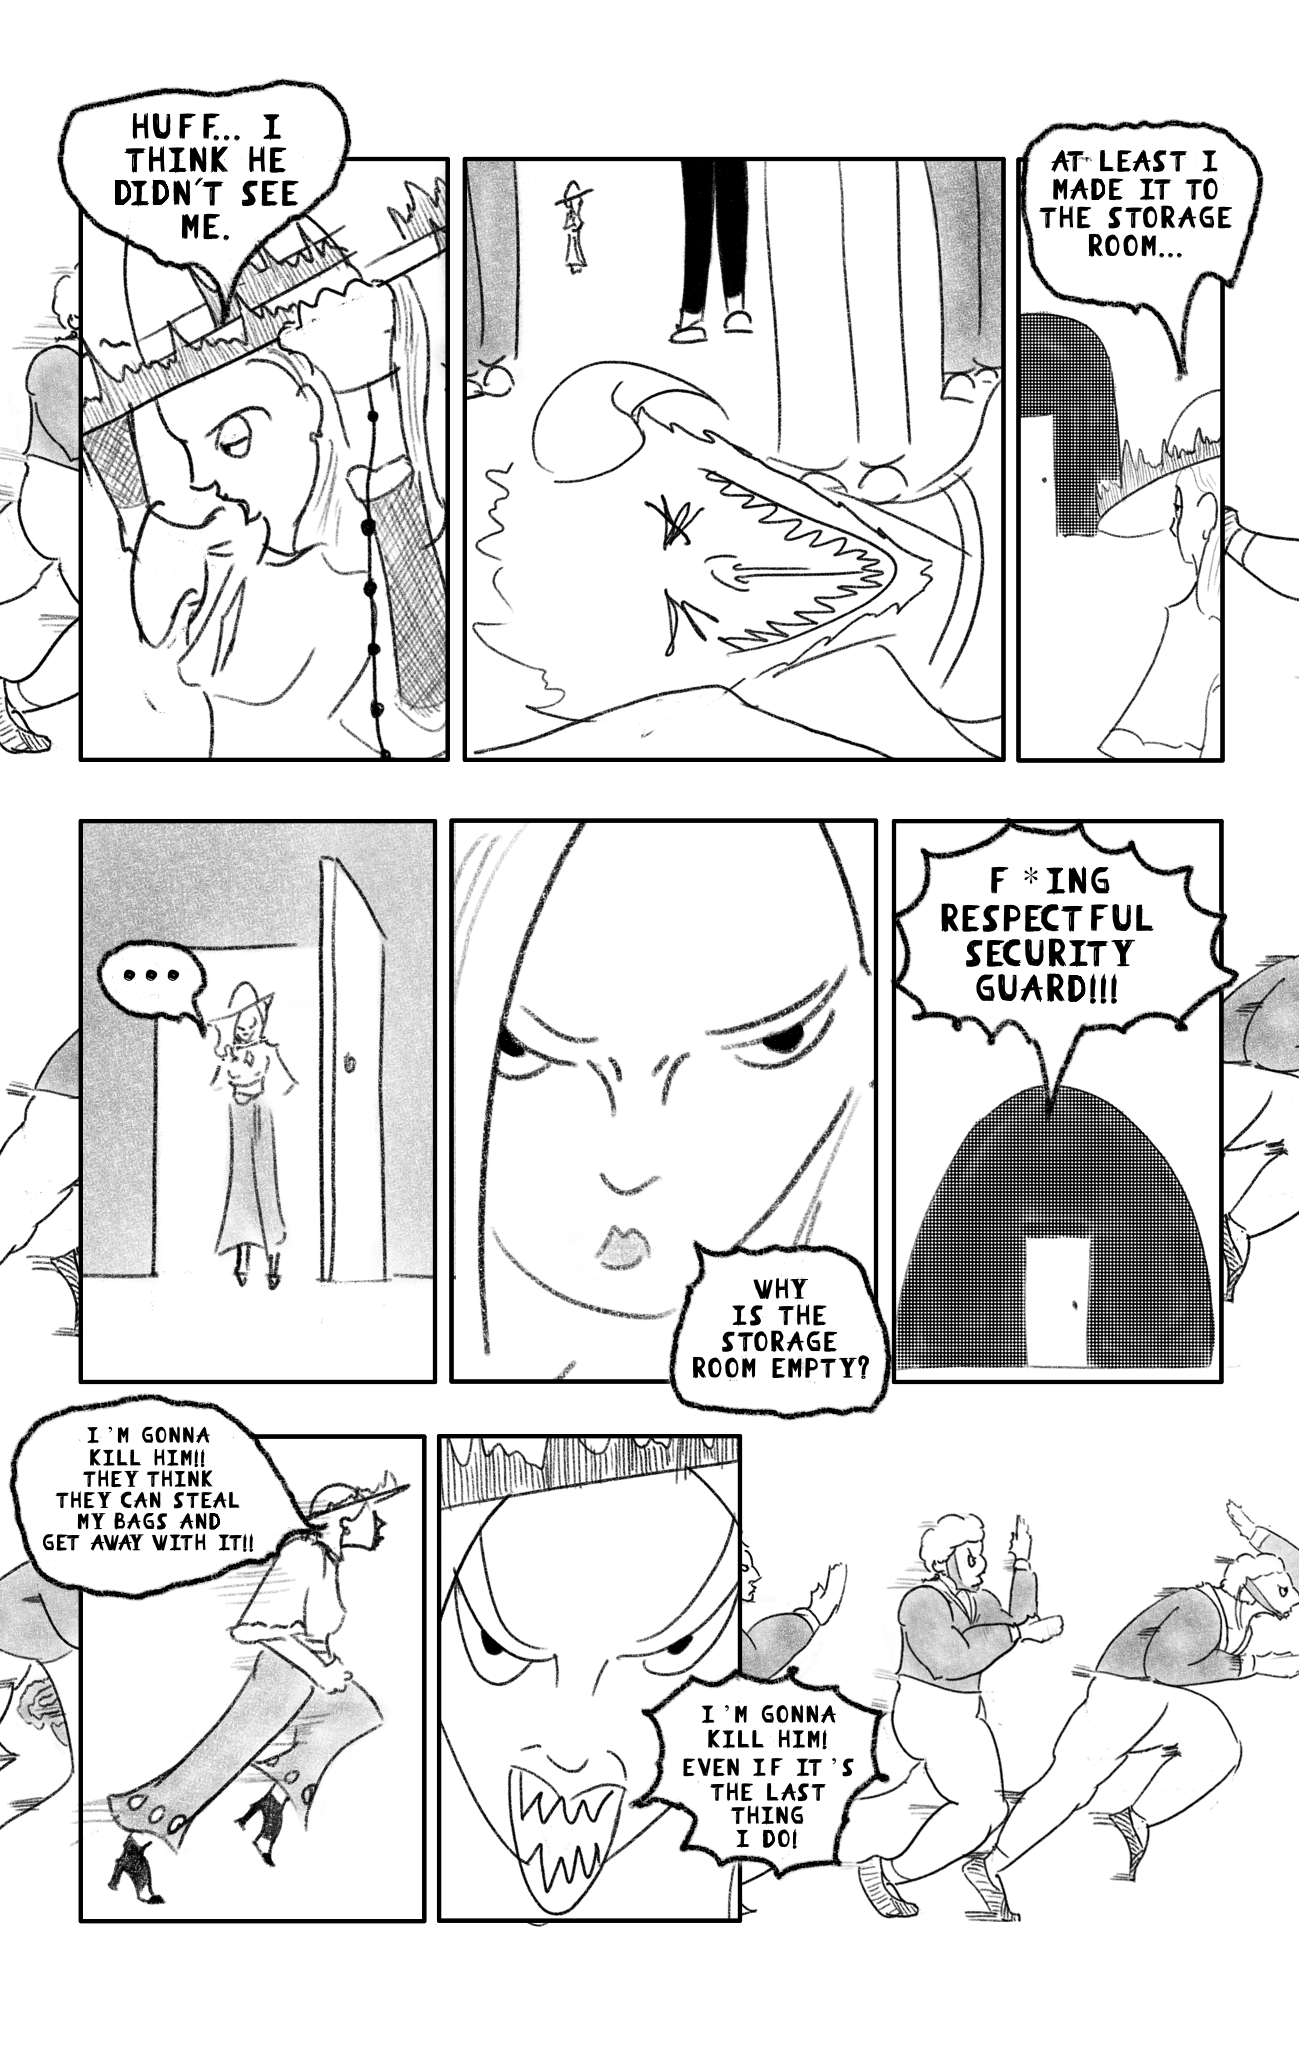 HUFF... I
THINK HE
DIDN'T SEE
ME.
AT LEAST I
MADE IT TO
THE STORAGE
ROOM...
...
WHY
IS THE
STORAGE
ROOM EMPTY?
F *ING
RESPECTFUL
SECURITY
GUARD!!!
I'M GONNA
KILL HIM!!
THEY THINK
THEY CAN STEAL
MY BAGS AND
GET AWAY WITH IT!!
I'M GONNA
KILL HIM!
EVEN IF IT'S
THE LAST
THING
I DO!